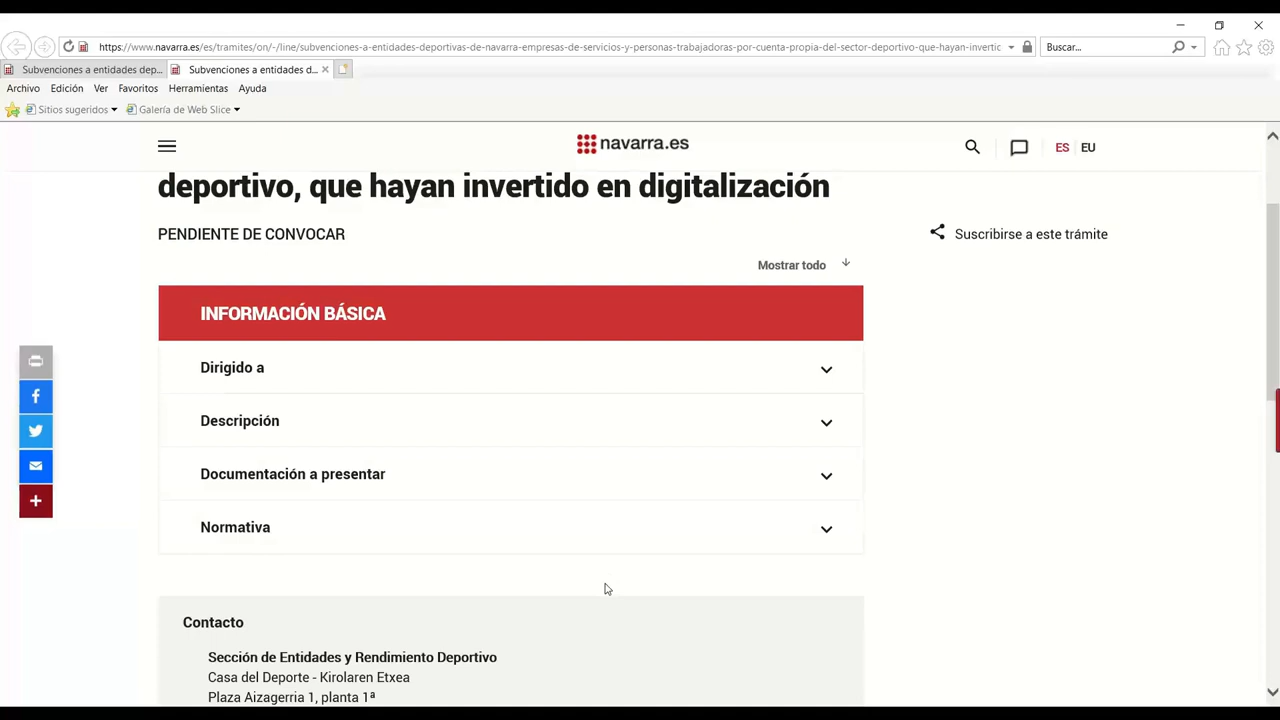 https://www.navarra.es/es/tramites/on/-/line/subvenciones-a-entidades-deportivas-de-navarra-empresas-de-servicios-y-personas-trabajadoras-por-cuenta-propia-del-sector-deportivo-que-hayan-invertic
Buscar...
Subvenciones a entidades dep...
Subvenciones a entidades d...
Archivo Edición Ver Favoritos Herramientas Ayuda
Sitios sugeridos Galería de Web Slice
navarra.es
ES EU
deportivo, que hayan invertido en digitalización
PENDIENTE DE CONVOCAR
Suscribirse a este trámite
Mostrar todo
INFORMACIÓN BÁSICA
Dirigido a
Descripción
Documentación a presentar
Normativa
Contacto
Sección de Entidades y Rendimiento Deportivo
Casa del Deporte - Kirolaren Etxea
Plaza Aizagerria 1, planta 1ª